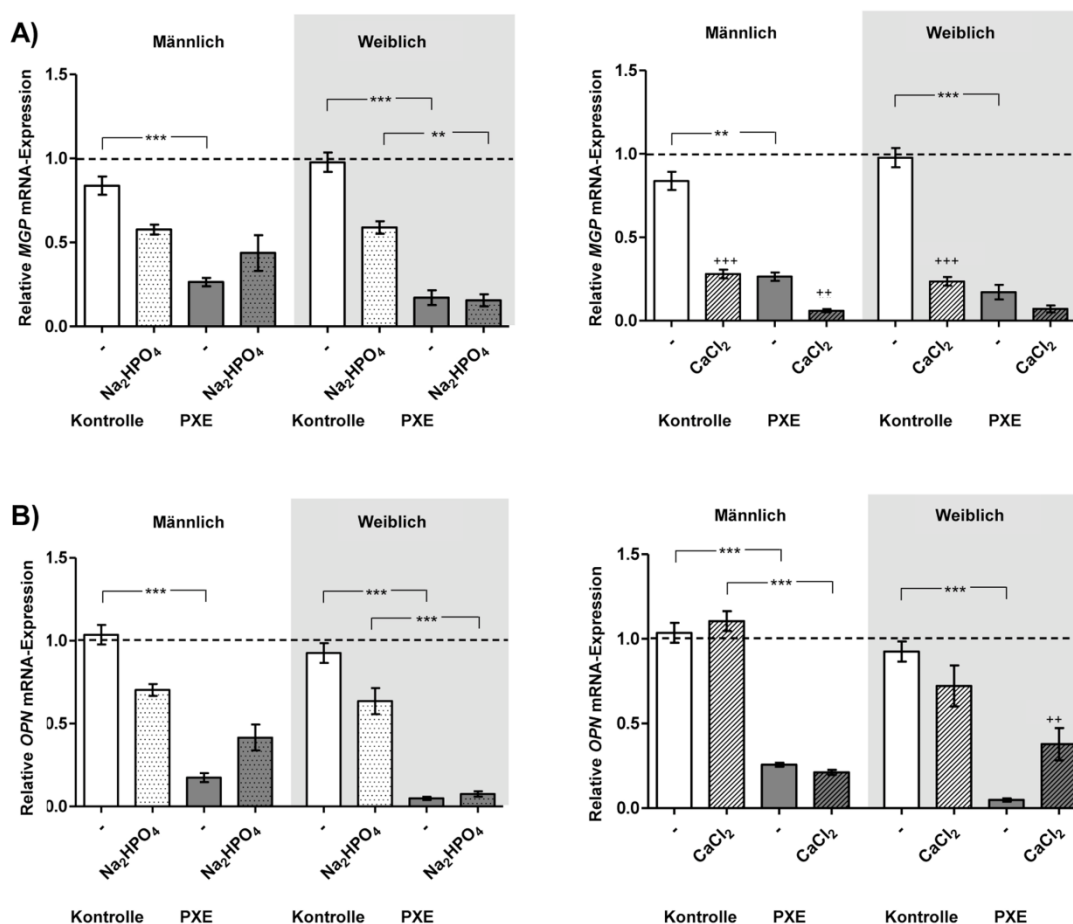 A)
Männlich
Weiblich
Relative MGP mRNA-Expression
1.5
1.0
0.5
0.0
***
***
**
-
Na2HPO4
-
Na2HPO4
-
Na2HPO4
-
Na2HPO4
Kontrolle
PXE
Kontrolle
PXE
Männlich
Weiblich
Relative MGP mRNA-Expression
1.5
1.0
0.5
0.0
**
***
+++
++
+++
-
CaCl2
-
CaCl2
-
CaCl2
-
CaCl2
Kontrolle
PXE
Kontrolle
PXE
B)
Männlich
Weiblich
Relative OPN mRNA-Expression
1.5
1.0
0.5
0.0
***
***
***
-
Na2HPO4
-
Na2HPO4
-
Na2HPO4
-
Na2HPO4
Kontrolle
PXE
Kontrolle
PXE
Männlich
Weiblich
Relative OPN mRNA-Expression
1.5
1.0
0.5
0.0
***
***
***
++
-
CaCl2
-
CaCl2
-
CaCl2
-
CaCl2
Kontrolle
PXE
Kontrolle
PXE